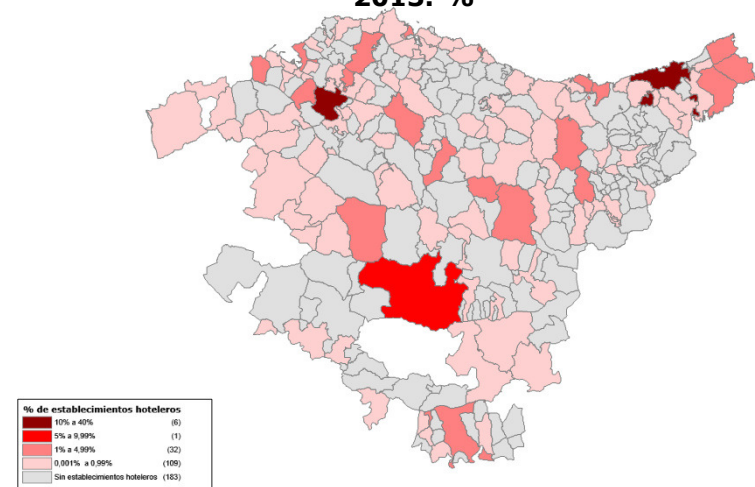 2015. %
% de establecimientos hoteleros
10% a 40% (6)
5% a 9,99% (1)
1% a 4,99% (32)
0,001% a 0,99% (109)
Sin establecimientos hoteleros (183)